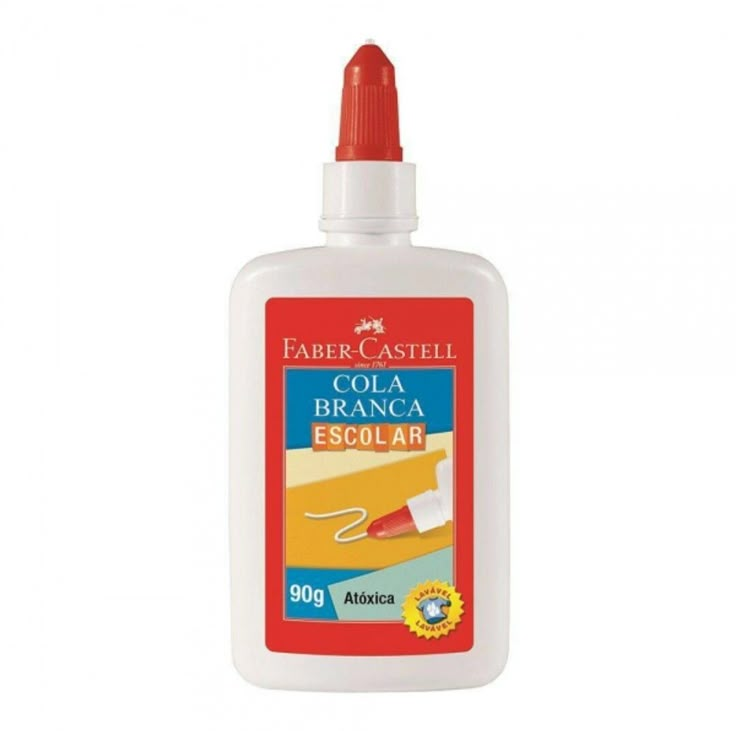 FABER-CASTELL
since 1761
COLA
BRANCA
ESCOLAR
90g
Atóxica
LAVÁVEL
LAVÁVEL